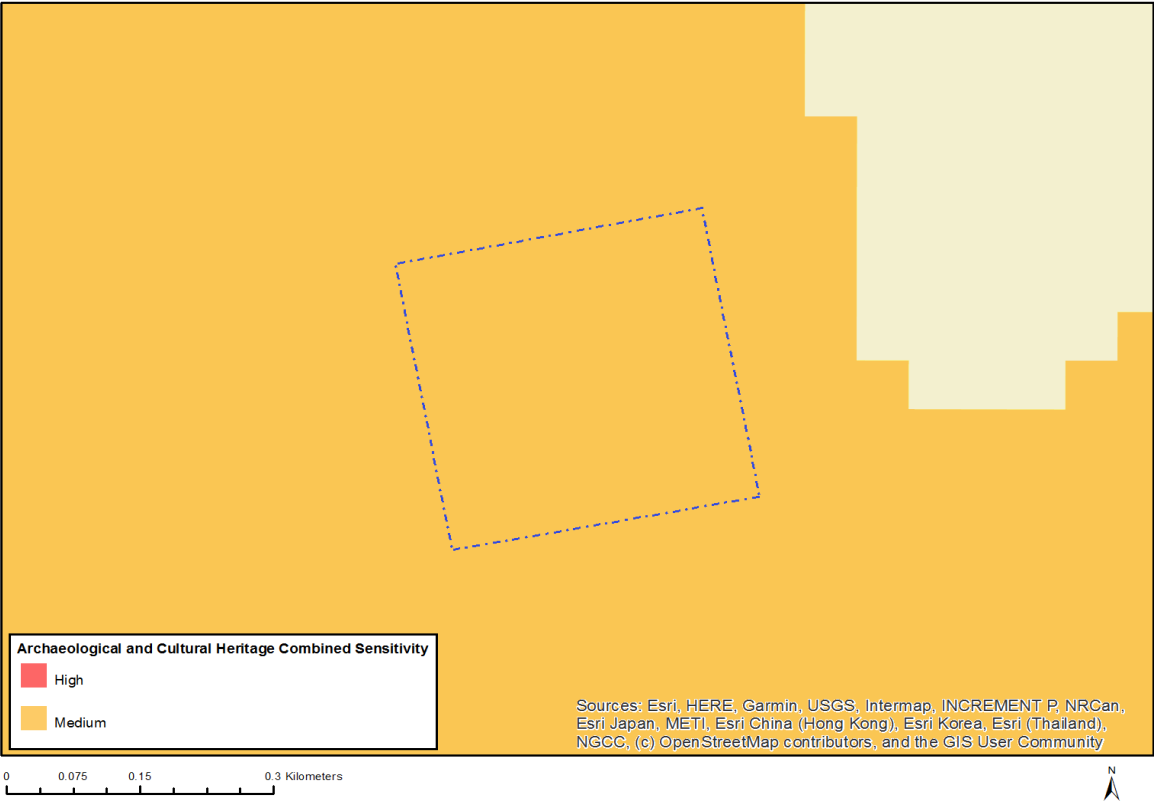 Archaeological and Cultural Heritage Combined Sensitivity
High
Medium
Sources: Esri, HERE, Garmin, USGS, Intermap, INCREMENT P, NRCan,
Esri Japan, METI, Esri China (Hong Kong), Esri Korea, Esri (Thailand),
NGCC, (c) OpenStreetMap contributors, and the GIS User Community
0 0.075 0.15 0.3 Kilometers
N